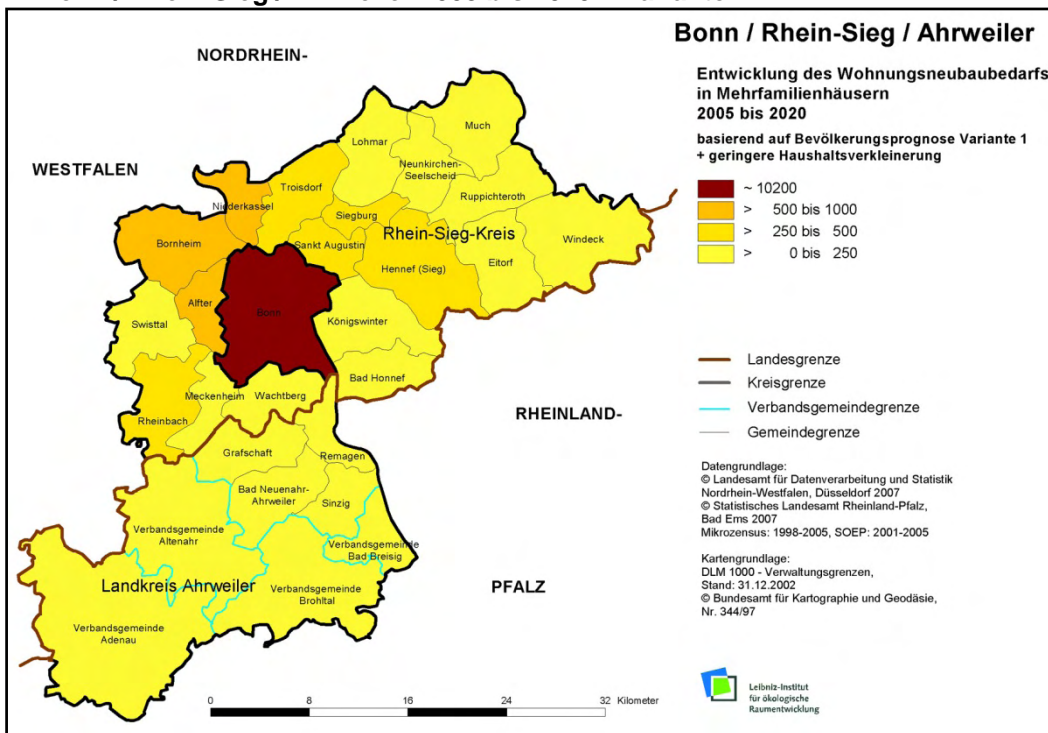 Bonn / Rhein-Sieg / Ahrweiler
Entwicklung des Wohnungsneubaubedarfs
in Mehrfamilienhäusern
2005 bis 2020
basierend auf Bevölkerungsprognose Variante 1
+ geringere Haushaltsverkleinerung
~ 10200
> 500 bis 1000
> 250 bis 500
> 0 bis 250
Landesgrenze
Kreisgrenze
Verbandsgemeindegrenze
Gemeindegrenze
Datengrundlage:
© Landesamt für Datenverarbeitung und Statistik
Nordrhein-Westfalen, Düsseldorf 2007
© Statistisches Landesamt Rheinland-Pfalz,
Bad Ems 2007
Mikrozensus: 1998-2005, SOEP: 2001-2005
Kartengrundlage:
DLM 1000 - Verwaltungsgrenzen,
Stand: 31.12.2002
© Bundesamt für Kartographie und Geodäsie,
Nr. 344/97
Leibniz-Institut
für ökologische
Raumentwicklung
NORDRHEIN-
WESTFALEN
RHEINLAND-
PFALZ
Much
Lohmar
Neunkirchen-
Seelscheid
Troisdorf
Niederkassel
Ruppichteroth
Siegburg
Rhein-Sieg-Kreis
Windeck
Bornheim
Sankt Augustin
Eitorf
Hennef (Sieg)
Alfter
Bonn
Swisttal
Königswinter
Bad Honnef
Meckenheim
Wachtberg
Rheinbach
Grafschaft
Remagen
Bad Neuenahr-
Ahrweiler
Sinzig
Verbandsgemeinde
Altenahr
Verbandsgemeinde
Bad Breisig
Landkreis Ahrweiler
Verbandsgemeinde
Brohltal
Verbandsgemeinde
Adenau
0 8 16 24 32 Kilometer